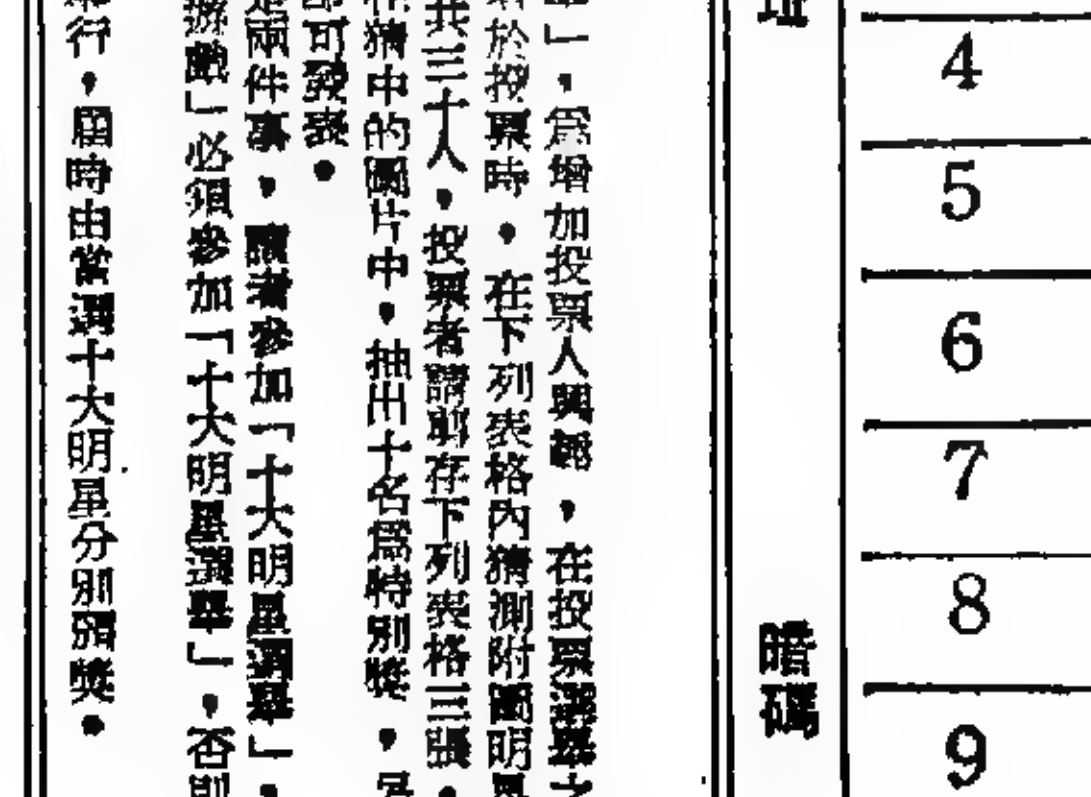 4
5
6
7
8
9
暗碼
」，爲增加投票人興趣，在投票選舉之
於投票時，在下列表格內猜測附圖明星
共三十人，投票者請剪存下列表格三張，
猜中的圖片中，抽出十名爲特別獎，
即可發表。
是兩件事，讀者參加「十大明星選舉」，
遊戲」必須參加「十大明星選舉」，否則
行，屆時由當選十大明星分別頒獎。